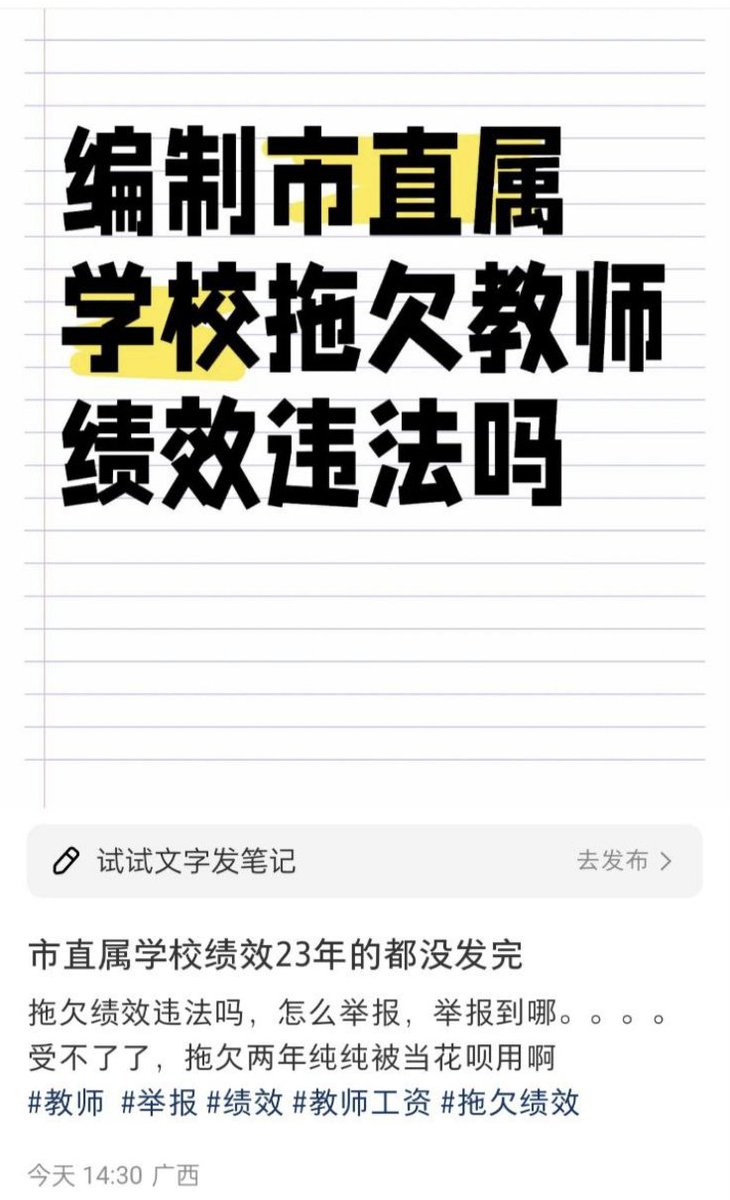 编制市直属
学校拖欠教师
绩效违法吗
试试文字发笔记 去发布
市直属学校绩效23年的都没发完
拖欠绩效违法吗，怎么举报，举报到哪。。。。
受不了了，拖欠两年纯纯被当花呗用啊
#教师 #举报 #绩效 #教师工资 #拖欠绩效
今天 14:30 广西